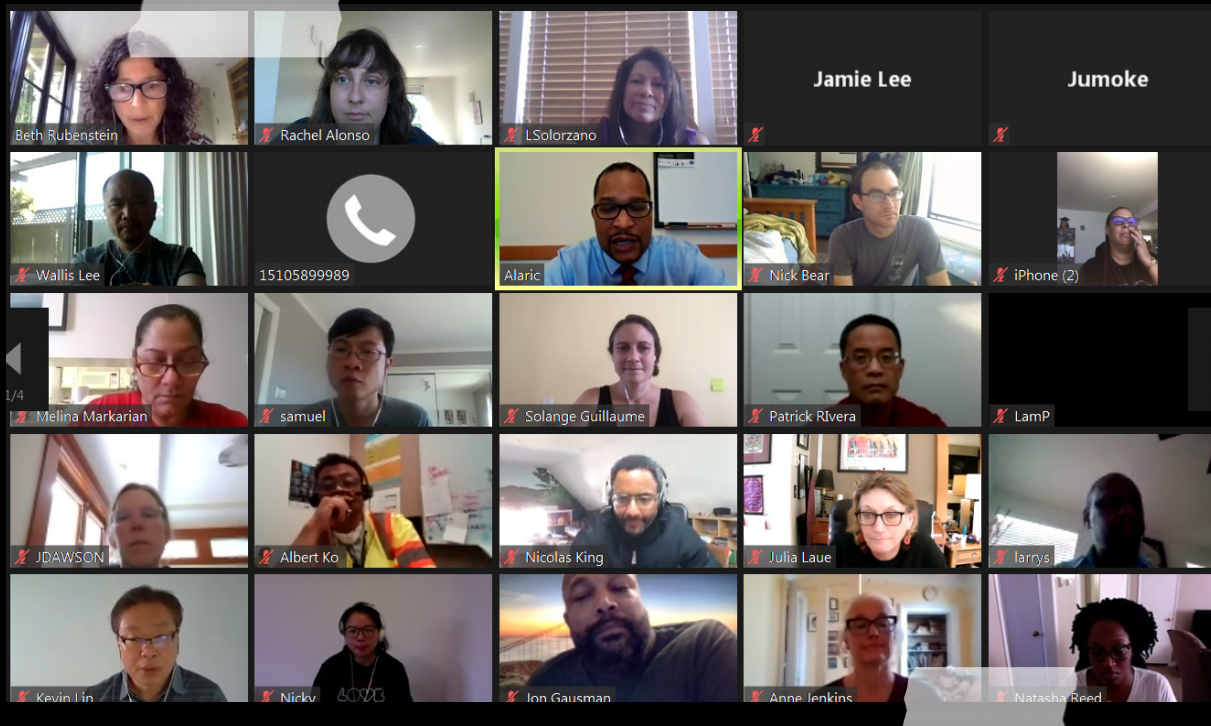 Jamie Lee
Jumoke
Beth Rubenstein
Rachel Alonso
LSolorzano
Wallis Lee
15105899989
Alaric
Nick Bear
iPhone (2)
1/4
Melina Markarian
samuel
Solange Guillaume
Patrick RIvera
LamP
JDAWSON
Albert Ko
Nicolas King
Julia Laue
larrys
LOVE
Kevin Lin
Nicky
Jon Gausman
Anne Jenkins
Natasha Reed